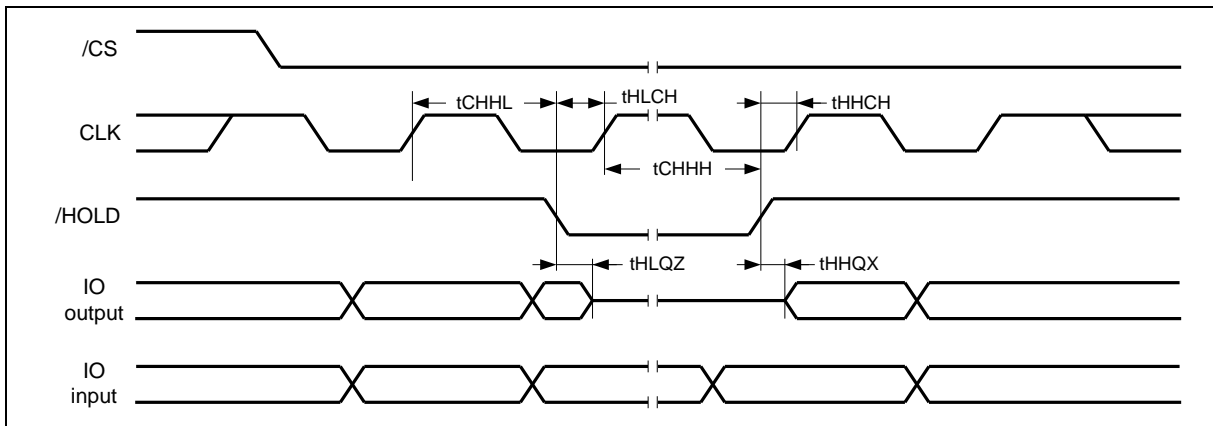 /CS
tCHHL
tHLCH
tHHCH
CLK
tCHHH
/HOLD
tHLQZ
tHHQX
IO
output
IO
input